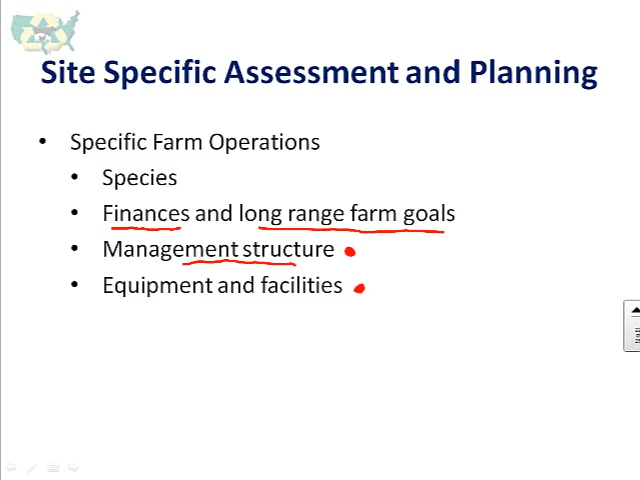 Site Specific Assessment and Planning
• Specific Farm Operations
• Species
• Finances and long range farm goals
• Management structure
• Equipment and facilities